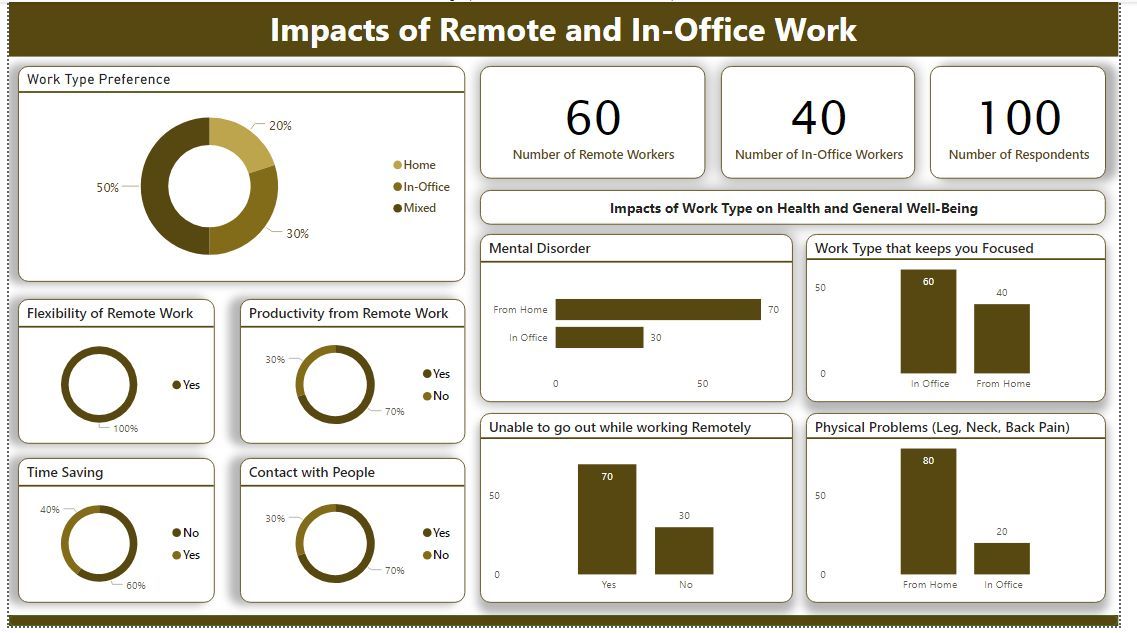 Impacts of Remote and In-Office Work
Work Type Preference
20%
50%
30%
Home
In-Office
Mixed
60
Number of Remote Workers
40
Number of In-Office Workers
100
Number of Respondents
Impacts of Work Type on Health and General Well-Being
Flexibility of Remote Work
Yes
100%
Productivity from Remote Work
30%
70%
Yes
No
Mental Disorder
From Home
70
In Office
30
0
50
Work Type that keeps you Focused
50
0
60
40
In Office
From Home
Time Saving
40%
60%
No
Yes
Contact with People
30%
70%
Yes
No
Unable to go out while working Remotely
50
0
70
30
Yes
No
Physical Problems (Leg, Neck, Back Pain)
50
0
80
20
From Home
In Office